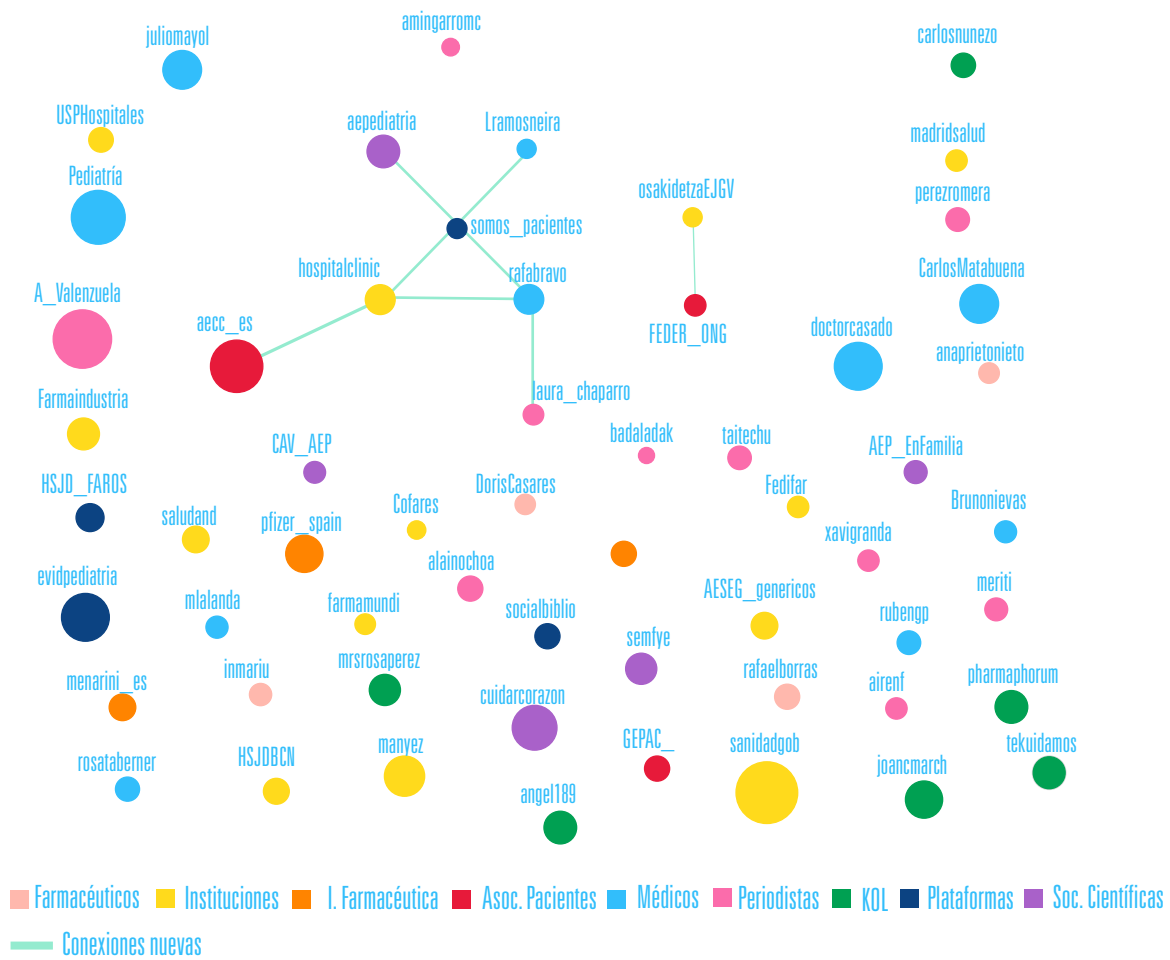 amingarromc
carlosnunezo
juliomayol
USPHospitales
aepediatria
Lramosneira
madridsalud
Pediatría
osakidetzaEJGV
perezromera
somos_pacientes
hospitalclinic
rafabravo
CarlosMatabuena
A_Valenzuela
aecc_es
FEDER_ONG
doctorcasado
anaprietonieto
Farmaindustria
laura_chaparro
CAV_AEP
badaladak
taitechu
AEP_EnFamilia
HSJD_FAROS
DorisCasares
Fedifar
Brunonievas
saludand
pfizer_spain
Cofares
xavigranda
evidpediatria
alainochoa
AESEG_genericos
meriti
mlalanda
farmamundi
socialbiblio
rubengp
semfye
menarini_es
inmariu
mrsrosaperez
rafaelborras
airenf
pharmaphorum
cuidarcorazon
rosataberner
HSJDBCN
manyez
GEPAC_
sanidadgob
joancmarch
tekuidamos
angel189
Farmacéuticos Instituciones I. Farmacéutica Asoc. Pacientes Médicos Periodistas KOL Plataformas Soc. Científicas
Conexiones nuevas